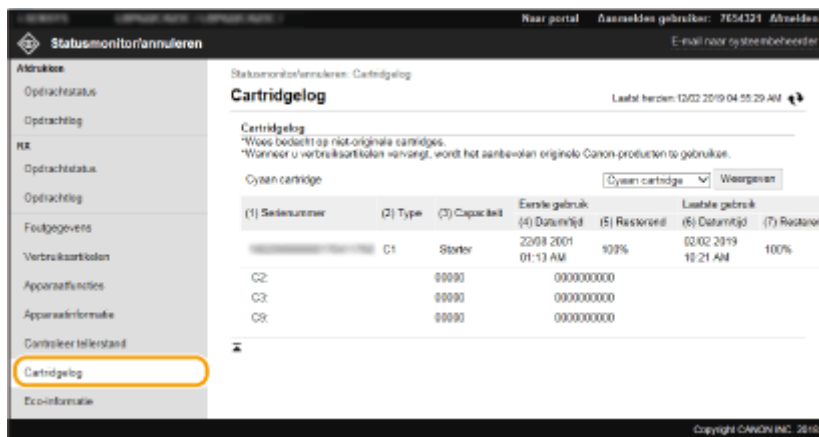 Naar portal Aanmelden gebruiker: 7654321 Afmelden
Statusmonitor/annuleren
E-mail naar systeembeheerder
Afdrukken
Opdrachtstatus
Opdrachtlog
RX
Opdrachtstatus
Opdrachtlog
Foutgegevens
Verbruiksartikelen
Apparaatfuncties
Apparaatinformatie
Controleer tellerstand
Cartridgelog
Eco-informatie
Statusmonitor/annuleren: Cartridgelog
Cartridgelog
Laatst herzien: 12/02 2019 04:55:29 AM
Cartridgelog
*Wees bedacht op niet-originele cartridges.
*Wanneer u verbruiksartikelen vervangt, wordt het aanbevolen originele Canon-producten te gebruiken.
Cyaan cartridge Cyaan cartridge Weergeven
(1) Serienummer (2) Type (3) Capaciteit Eerste gebruik Laatste gebruik
(4) Datum/tijd (5) Resterend (6) Datum/tijd (7) Resteren
C1 Starter 22/08 2001 01:13 AM 100% 02/02 2019 10:21 AM 100%
C2: 00000 0000000000
C3: 00000 0000000000
C9: 00000 0000000000
Copyright CANON INC. 2018